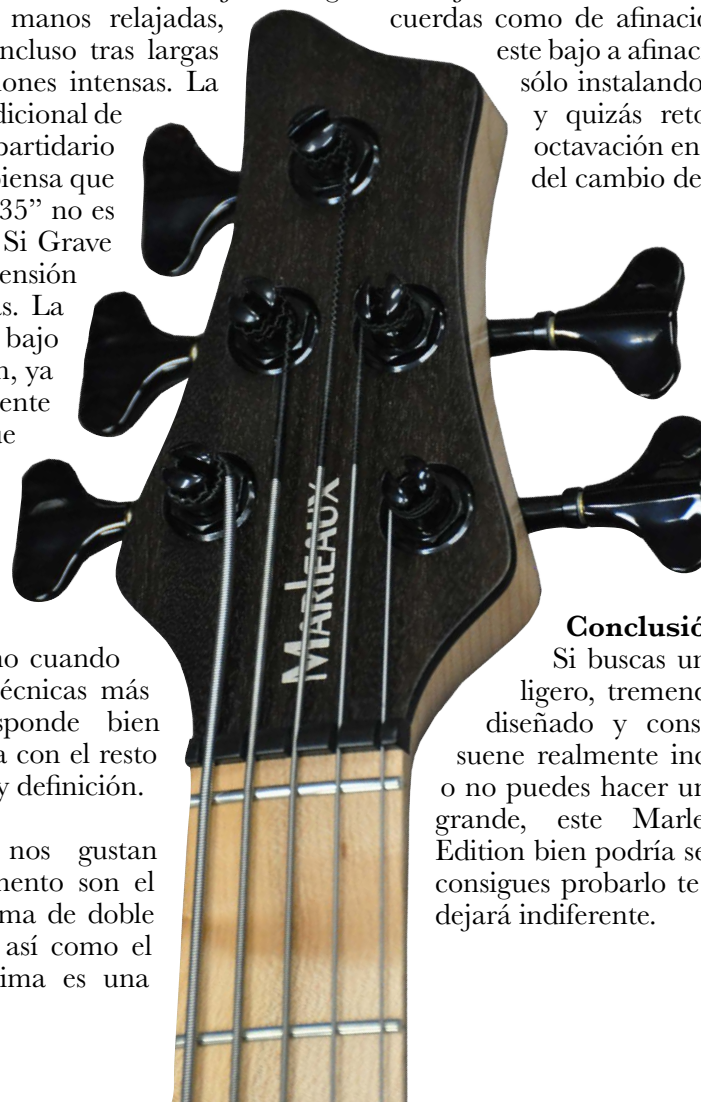 manos relajadas,
ncluso tras largas
iones intensas. La
dicional de
partidario
piensa que
35” no es
Si Grave
ensión
s. La
bajo
n, ya
ente
ue
no cuando
écnicas más
sponde bien
a con el resto
y definición.
nos gustan
mento son el
ma de doble
así como el
ima es una
MARLEAUX
cuerdas como de afinació
este bajo a afinac
sólo instalando
y quizás reto
octavación en
del cambio de
Conclusió
Si buscas un
ligero, tremend
diseñado y cons
suene realmente inc
o no puedes hacer un
grande, este Marle
Edition bien podría se
consigues probarlo te
dejará indiferente.